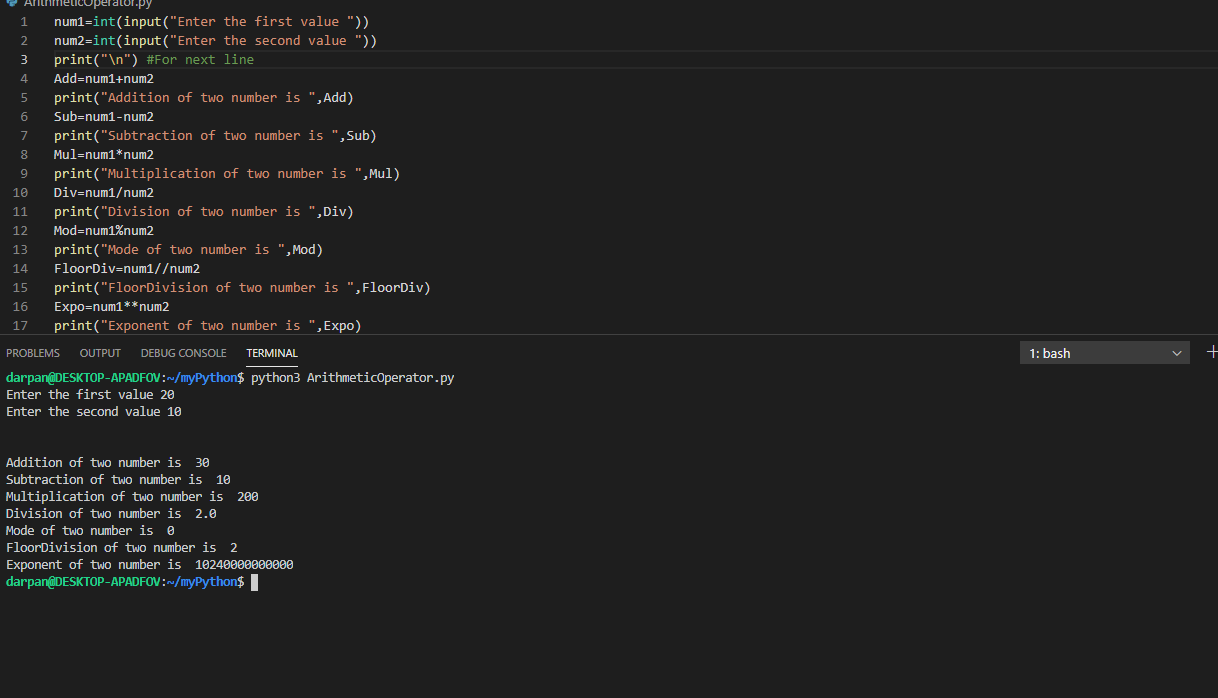 ArithmeticOperator.py
1 num1=int(input("Enter the first value "))
2 num2=int(input("Enter the second value "))
3 print("\n") #For next line
4 Add=num1+num2
5 print("Addition of two number is ",Add)
6 Sub=num1-num2
7 print("Subtraction of two number is ",Sub)
8 Mul=num1*num2
9 print("Multiplication of two number is ",Mul)
10 Div=num1/num2
11 print("Division of two number is ",Div)
12 Mod=num1%num2
13 print("Mode of two number is ",Mod)
14 FloorDiv=num1//num2
15 print("FloorDivision of two number is ",FloorDiv)
16 Expo=num1**num2
17 print("Exponent of two number is ",Expo)
PROBLEMS OUTPUT DEBUG CONSOLE TERMINAL 1: bash
darpan@DESKTOP-APADFOV:~/myPython$ python3 ArithmeticOperator.py
Enter the first value 20
Enter the second value 10
Addition of two number is  30
Subtraction of two number is  10
Multiplication of two number is  200
Division of two number is  2.0
Mode of two number is  0
FloorDivision of two number is  2
Exponent of two number is  10240000000000
darpan@DESKTOP-APADFOV:~/myPython$